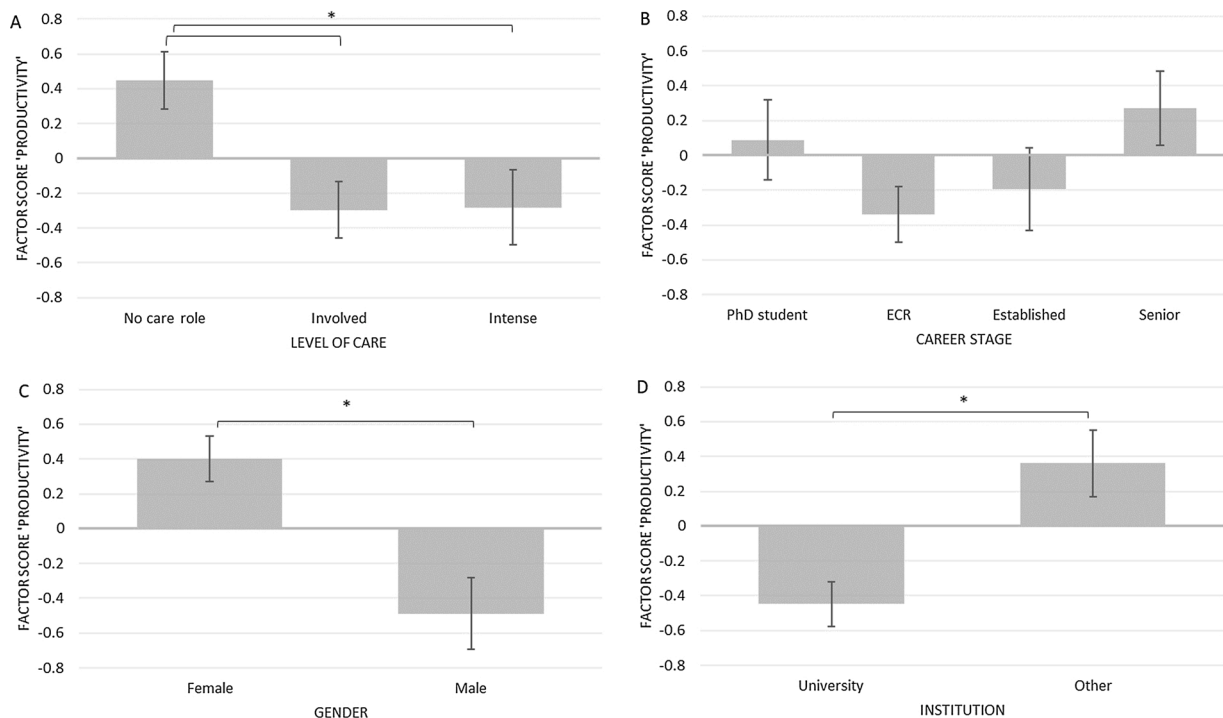 A
FACTOR SCORE 'PRODUCTIVITY'
0.8
0.6
0.4
0.2
0
-0.2
-0.4
-0.6
-0.8
*
No care role Involved Intense
LEVEL OF CARE
B
FACTOR SCORE 'PRODUCTIVITY'
0.8
0.6
0.4
0.2
0
-0.2
-0.4
-0.6
-0.8
PhD student ECR Established Senior
CAREER STAGE
C
FACTOR SCORE 'PRODUCTIVITY'
0.8
0.6
0.4
0.2
0
-0.2
-0.4
-0.6
-0.8
*
Female Male
GENDER
D
FACTOR SCORE 'PRODUCTIVITY'
0.8
0.6
0.4
0.2
0
-0.2
-0.4
-0.6
-0.8
*
University Other
INSTITUTION